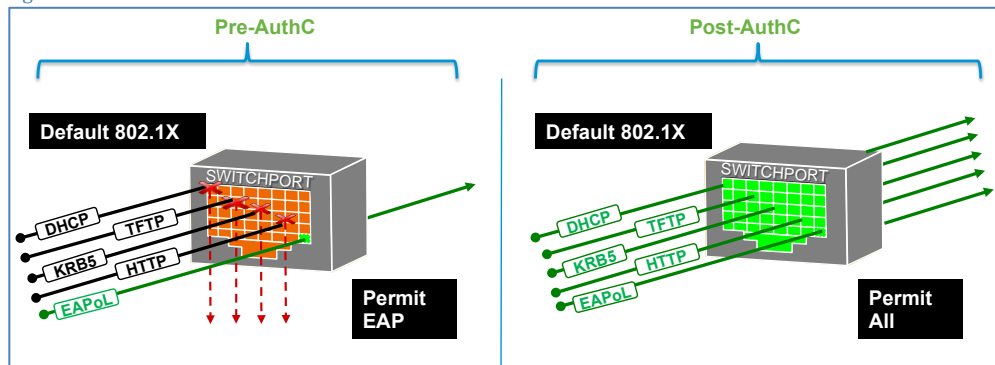 Pre-AuthC
Default 802.1X
SWITCHPORT
DHCP
TFTP
KRB5
HTTP
EAPoL
Permit
EAP
Post-AuthC
Default 802.1X
SWITCHPORT
DHCP
TFTP
KRB5
HTTP
EAPoL
Permit
All